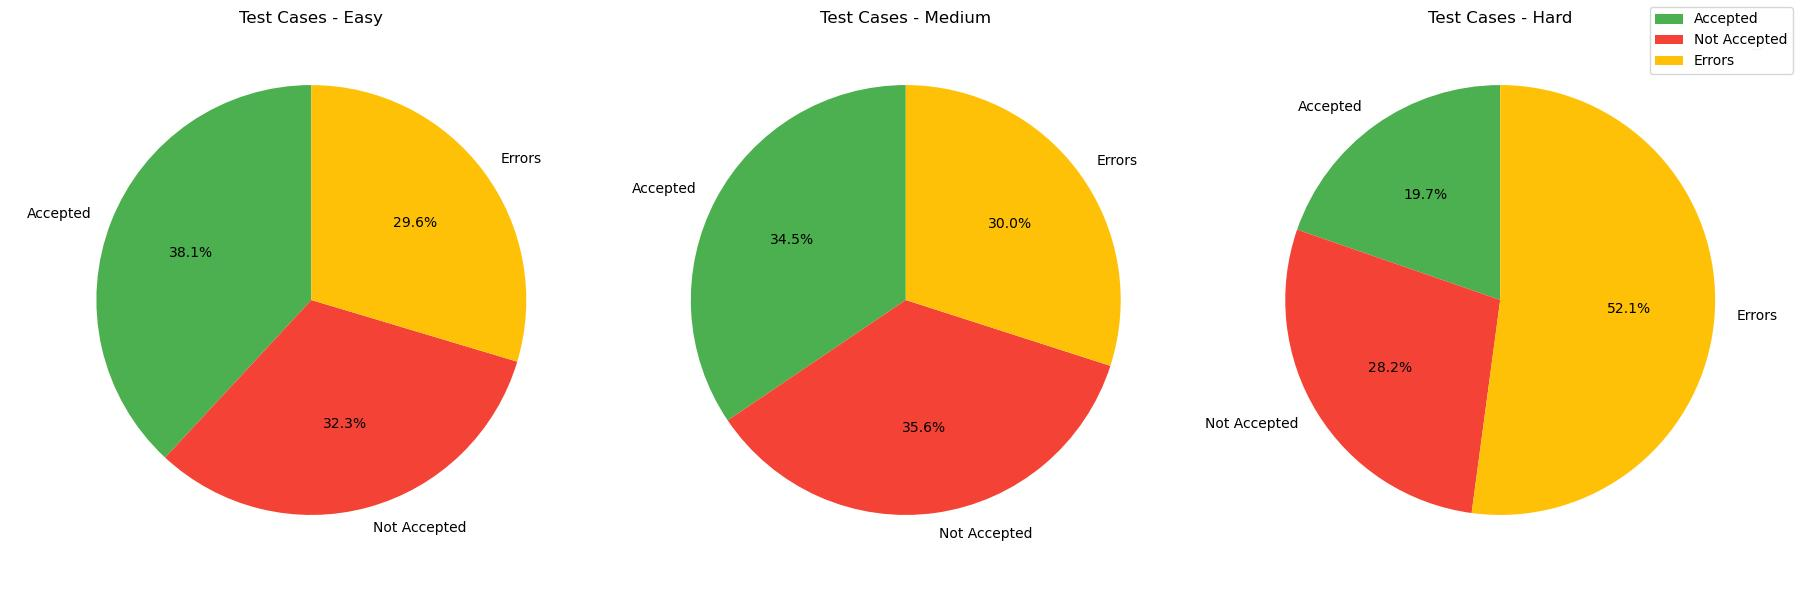 Test Cases - Easy
Accepted
38.1%
Not Accepted
32.3%
Errors
29.6%
Test Cases - Medium
Accepted
34.5%
Not Accepted
35.6%
Errors
30.0%
Test Cases - Hard
Accepted
19.7%
Not Accepted
28.2%
Errors
52.1%
Accepted
Not Accepted
Errors